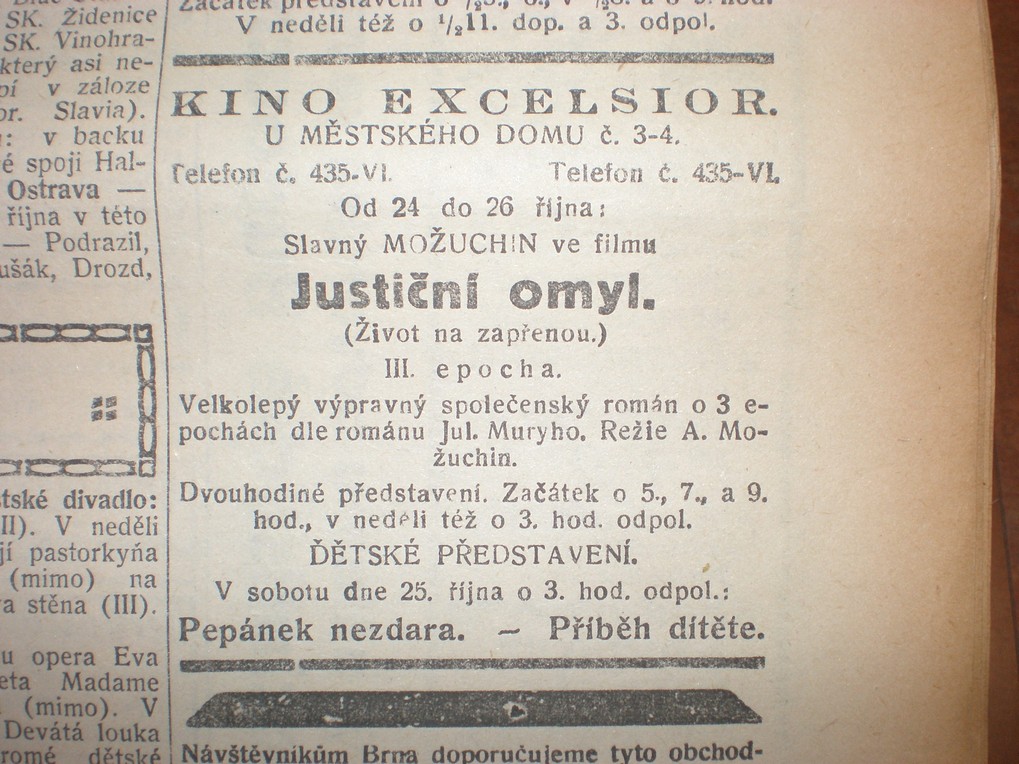 SK. Židenice
SK. Vinohra-
který asi ne-
v záloze
Slavia).
v backu
spoji Hal-
Ostrava —
října v této
— Podrazil,
Drozd,
divadlo:
II). V neděli
pastorkyňa
(mimo) na
stěna (III).
u opera Eva
Madame
(mimo). V
Devátá louka
dětské
Začátek představení o
V neděli též o ½11. dop. a 3. odpol.
KINO EXCELSIOR.
U MĚSTSKÉHO DOMU č. 3-4.
Telefon č. 435-VI. Telefon č. 435-VI.
Od 24 do 26 října:
Slavný MOŽUCHIN ve filmu
Justiční omyl.
(Život na zapřenou.)
III. epocha.
Velkolepý výpravný společenský román o 3 e-
pochách dle románu Jul. Muryho. Režie A. Mo-
žuchin.
Dvouhodiné představení. Začátek o 5., 7., a 9.
hod., v neděli též o 3. hod. odpol.
ĎĚTSKÉ PŘEDSTAVENÍ.
V sobotu dne 25. října o 3. hod. odpol.:
Pepánek nezdara. — Příběh dítěte.
Návštěvníkům Brna doporučujeme tyto obchod-